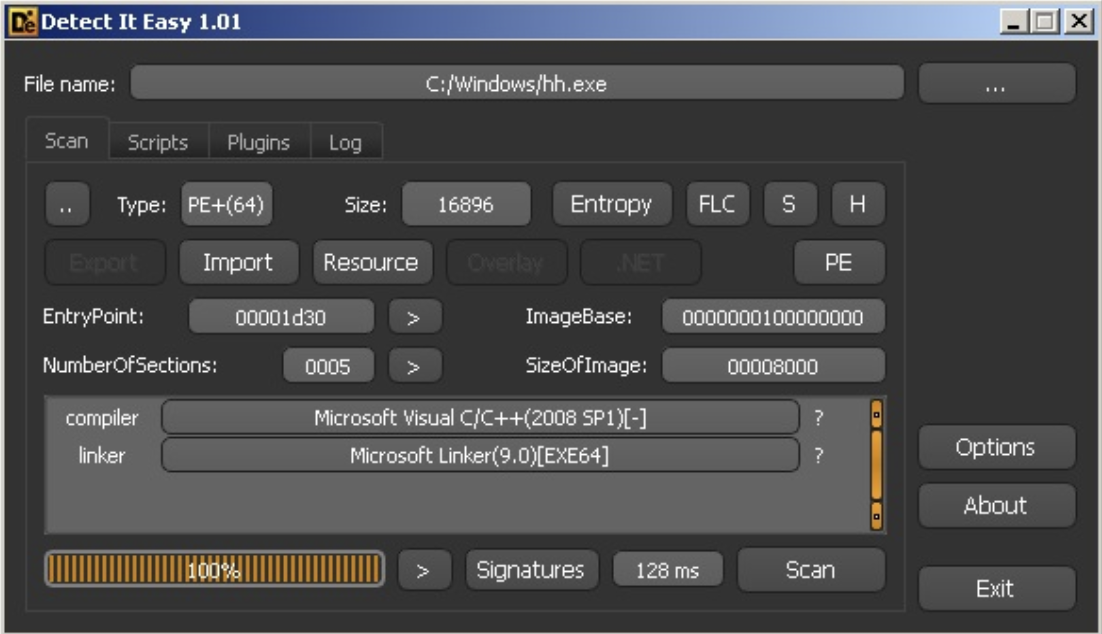 Detect It Easy 1.01
File name: C:/Windows/hh.exe ...
Scan Scripts Plugins Log
.. Type: PE+(64) Size: 16896 Entropy FLC S H
Export Import Resource Overlay .NET PE
EntryPoint: 00001d30 > ImageBase: 0000000100000000
NumberOfSections: 0005 > SizeOfImage: 00008000
compiler Microsoft Visual C/C++(2008 SP1)[-] ?
linker Microsoft Linker(9.0)[EXE64] ?
Options
About
100% > Signatures 128 ms Scan
Exit